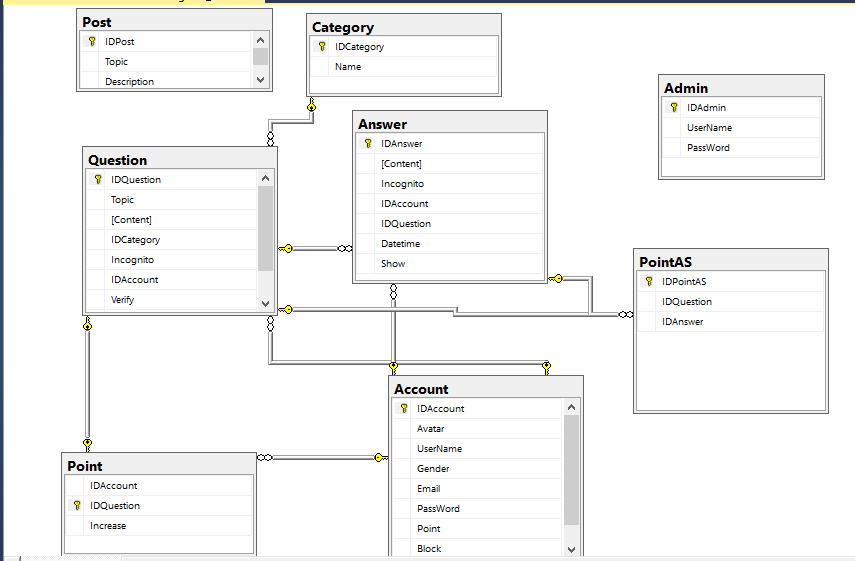 Post
IDPost
Topic
Description
Category
IDCategory
Name
Admin
IDAdmin
UserName
PassWord
Answer
IDAnswer
[Content]
Incognito
IDAccount
IDQuestion
Datetime
Show
Question
IDQuestion
Topic
[Content]
IDCategory
Incognito
IDAccount
Verify
PointAS
IDPointAS
IDQuestion
IDAnswer
Account
IDAccount
Avatar
UserName
Gender
Email
PassWord
Point
Block
Point
IDAccount
IDQuestion
Increase